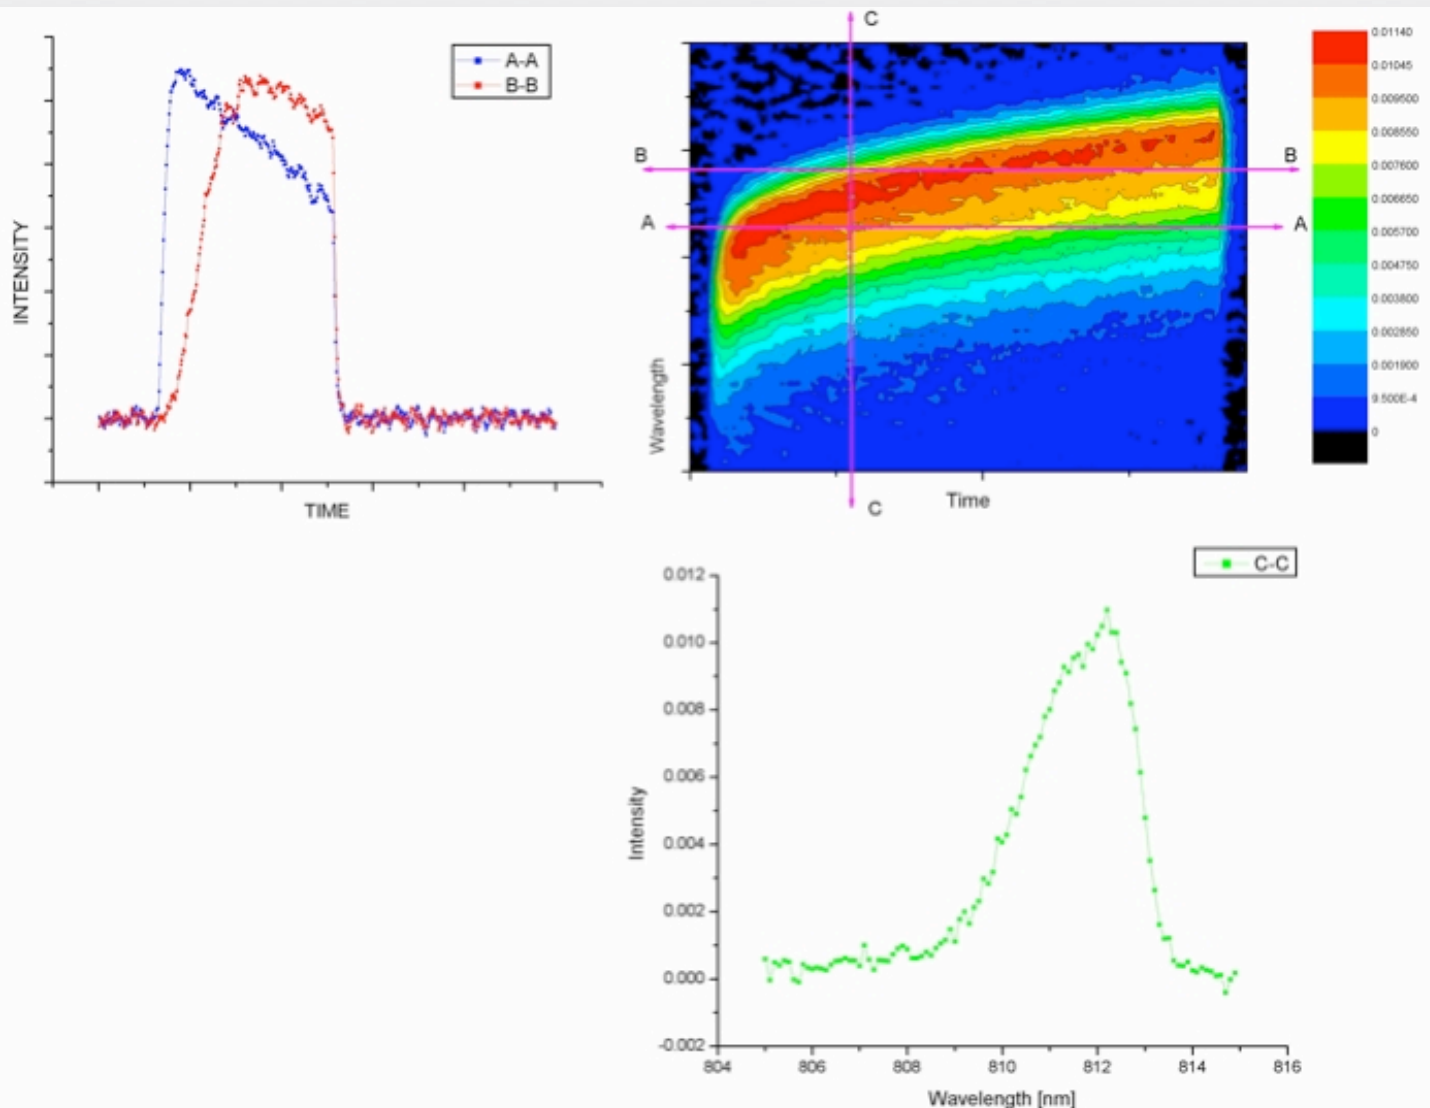 A-A
B-B
INTENSITY
TIME
C
B
B
A
A
Wavelength
Time
C
0.01140
0.01045
0.009500
0.008550
0.007600
0.006650
0.005700
0.004750
0.003800
0.002850
0.001900
9.500E-4
0
C-C
0.012
0.010
0.008
0.006
0.004
0.002
0.000
-0.002
Intensity
804 806 808 810 812 814 816
Wavelength [nm]